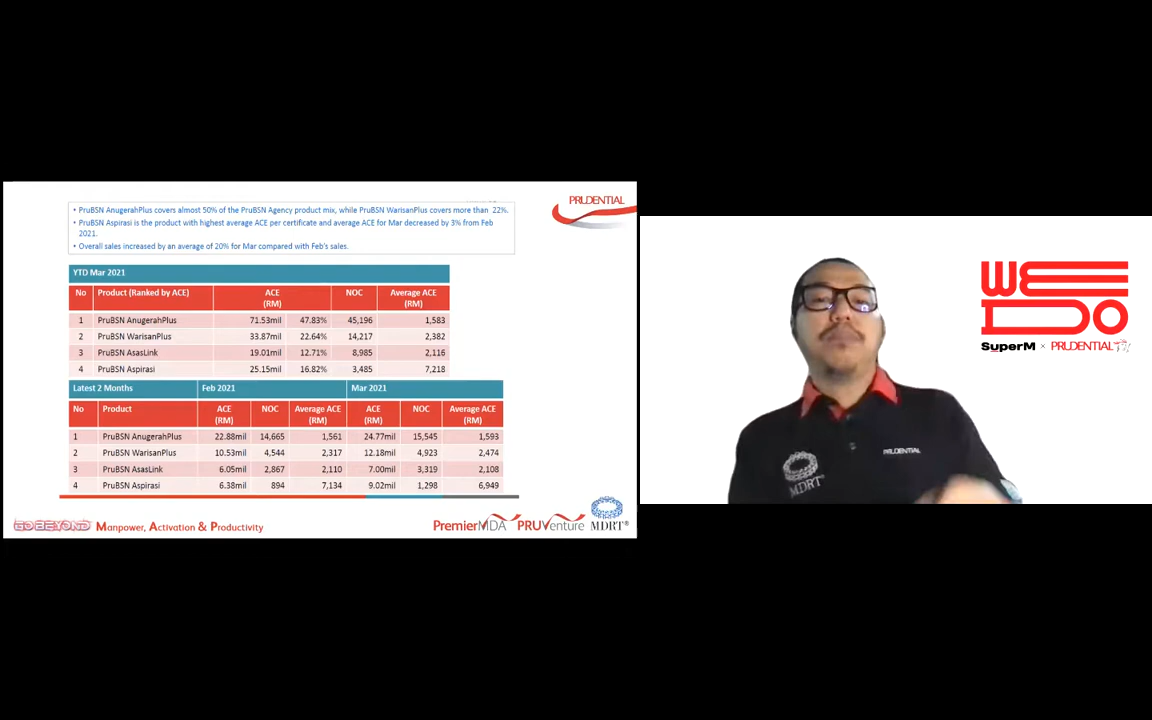 PRUDENTIAL
• PruBSN AnugerahPlus covers almost 50% of the PruBSN Agency product mix, while PruBSN WarisanPlus covers more than 22%.
• PruBSN Aspirasi is the product with highest average ACE per certificate and average ACE for Mar decreased by 3% from Feb
2021.
• Overall sales increased by an average of 20% for Mar compared with Feb's sales.
YTD Mar 2021
No Product (Ranked by ACE) ACE (RM) NOC Average ACE (RM)
1 PruBSN AnugerahPlus 71.53mil 47.83% 45,196 1,583
2 PruBSN WarisanPlus 33.87mil 22.64% 14,217 2,382
3 PruBSN AsasLink 19.01mil 12.71% 8,985 2,116
4 PruBSN Aspirasi 25.15mil 16.82% 3,485 7,218
Latest 2 Months Feb 2021 Mar 2021
No Product ACE (RM) NOC Average ACE (RM) ACE (RM) NOC Average ACE (RM)
1 PruBSN AnugerahPlus 22.88mil 14,665 1,561 24.77mil 15,545 1,593
2 PruBSN WarisanPlus 10.53mil 4,544 2,317 12.18mil 4,923 2,474
3 PruBSN AsasLink 6.05mil 2,867 2,110 7.00mil 3,319 2,108
4 PruBSN Aspirasi 6.38mil 894 7,134 9.02mil 1,298 6,949
GO BEYOND Manpower, Activation & Productivity
PremierMDA PRUVenture MDRT®
WE
DO
SuperM × PRUDENTIAL
PRUDENTIAL
MDRT